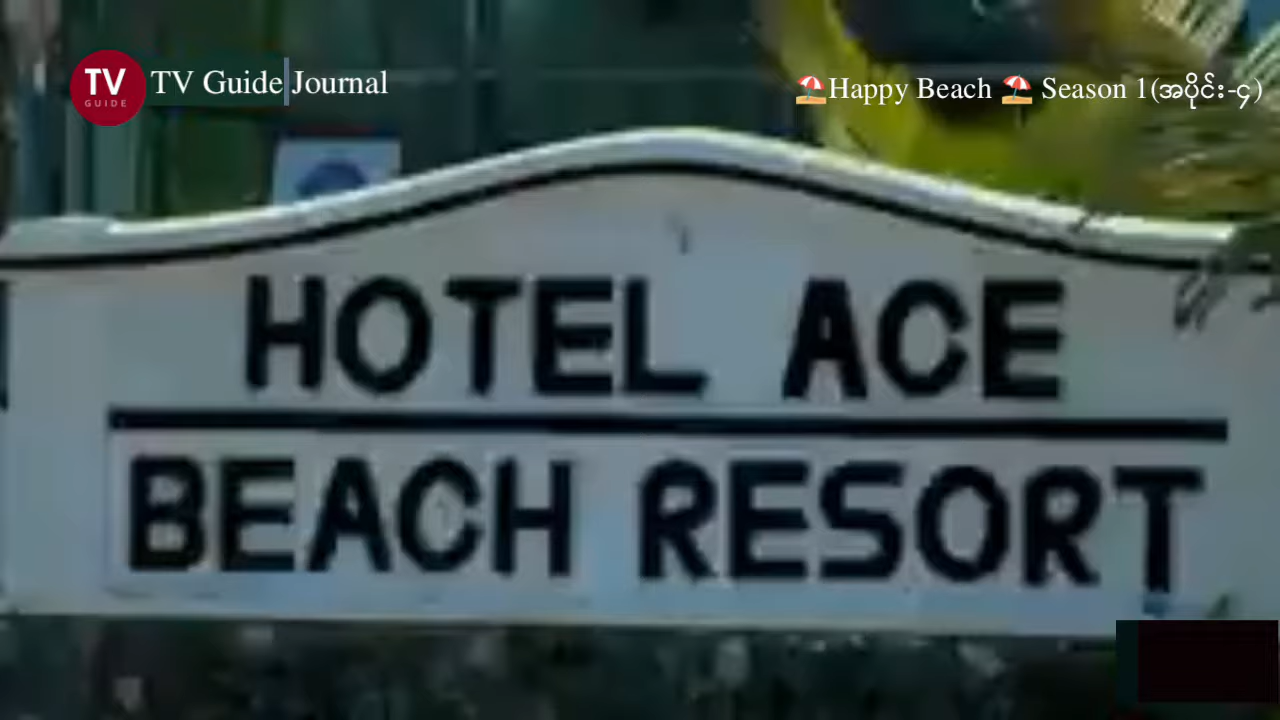 TV
GUIDE
TV Guide Journal
⛱Happy Beach ⛱ Season 1(အပိုင်း-၄)
HOTEL ACE
BEACH RESORT